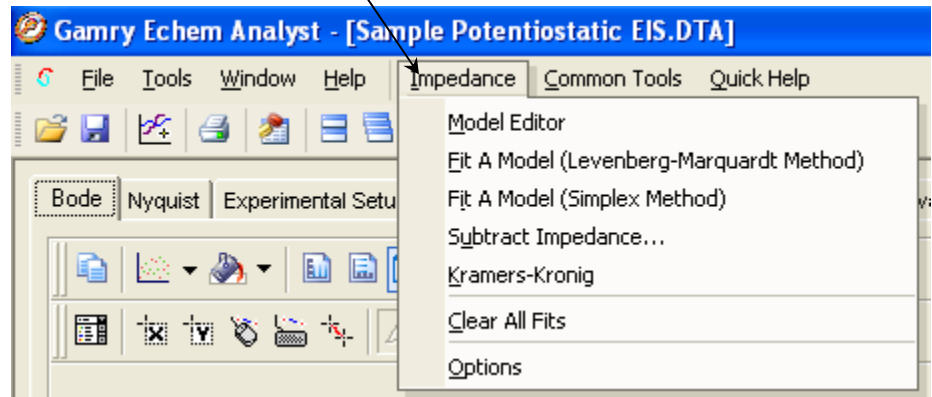 Gamry Echem Analyst - [Sample Potentiostatic EIS.DTA]
File Tools Window Help Impedance Common Tools Quick Help
Model Editor
Fit A Model (Levenberg-Marquardt Method)
Fit A Model (Simplex Method)
Subtract Impedance...
Kramers-Kronig
Clear All Fits
Options
Bode Nyquist Experimental Setu